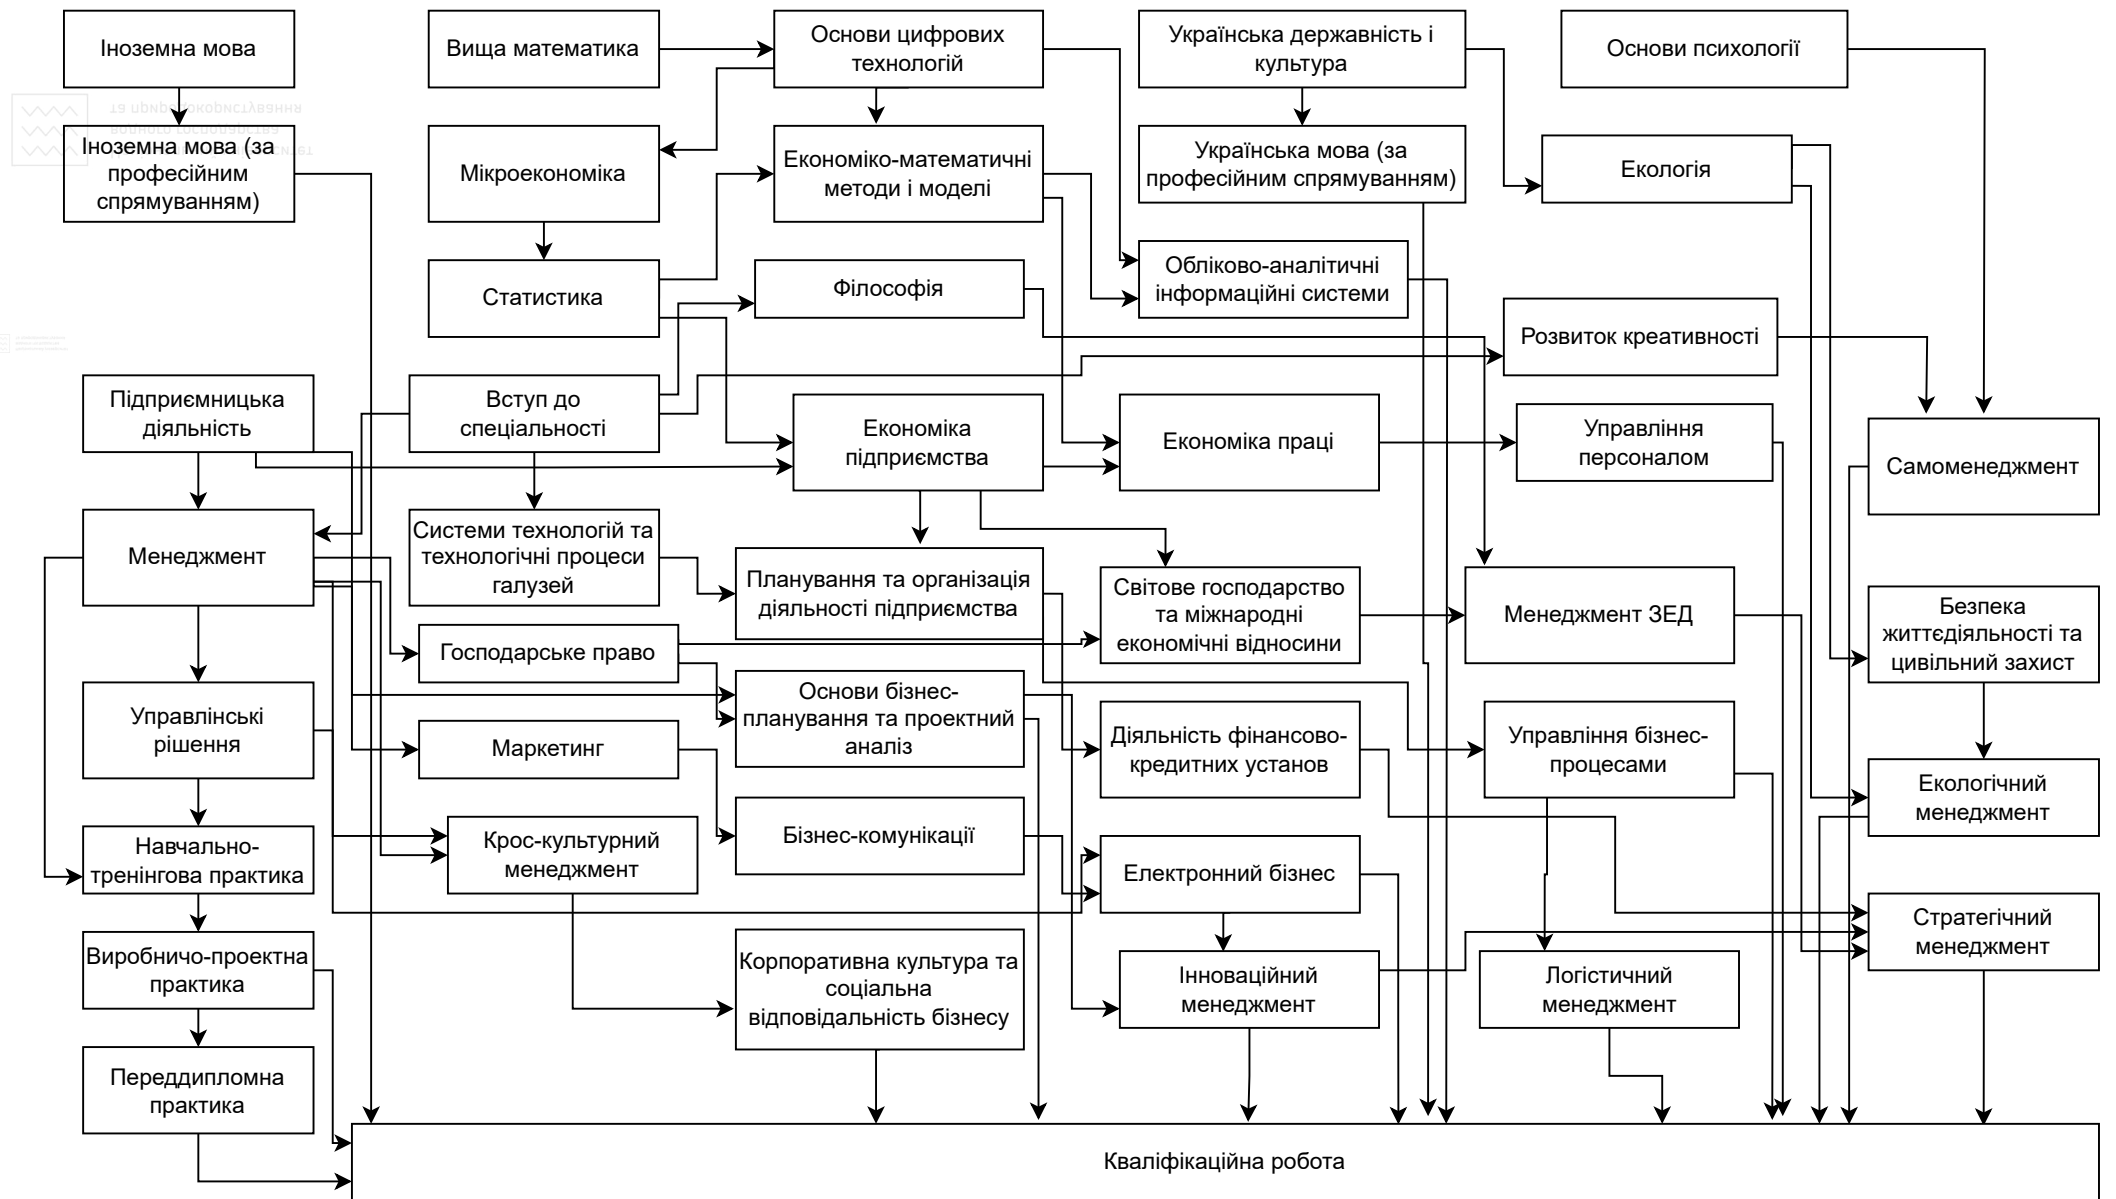 Іноземна мова
Вища математика
Основи цифрових
технологій
Українська державність і
культура
Основи психології
Іноземна мова (за
професійним
спрямуванням)
Мікроекономіка
Економіко-математичні
методи і моделі
Українська мова (за
професійним спрямуванням)
Екологія
Статистика
Філософія
Обліково-аналітичні
інформаційні системи
Розвиток креативності
Підприємницька
діяльність
Вступ до
спеціальності
Економіка
підприємства
Економіка праці
Управління
персоналом
Самоменеджмент
Менеджмент
Системи технологій та
технологічні процеси
галузей
Планування та організація
діяльності підприємства
Світове господарство
та міжнародні
економічні відносини
Менеджмент ЗЕД
Безпека
життєдіяльності та
цивільний захист
Господарське право
Управлінські
рішення
Маркетинг
Основи бізнес-
планування та проектний
аналіз
Діяльність фінансово-
кредитних установ
Управління бізнес-
процесами
Екологічний
менеджмент
Навчально-
тренінгова практика
Крос-культурний
менеджмент
Бізнес-комунікації
Електронний бізнес
Стратегічний
менеджмент
Виробничо-проектна
практика
Корпоративна культура та
соціальна
відповідальність бізнесу
Інноваційний
менеджмент
Логістичний
менеджмент
Переддипломна
практика
Кваліфікаційна робота